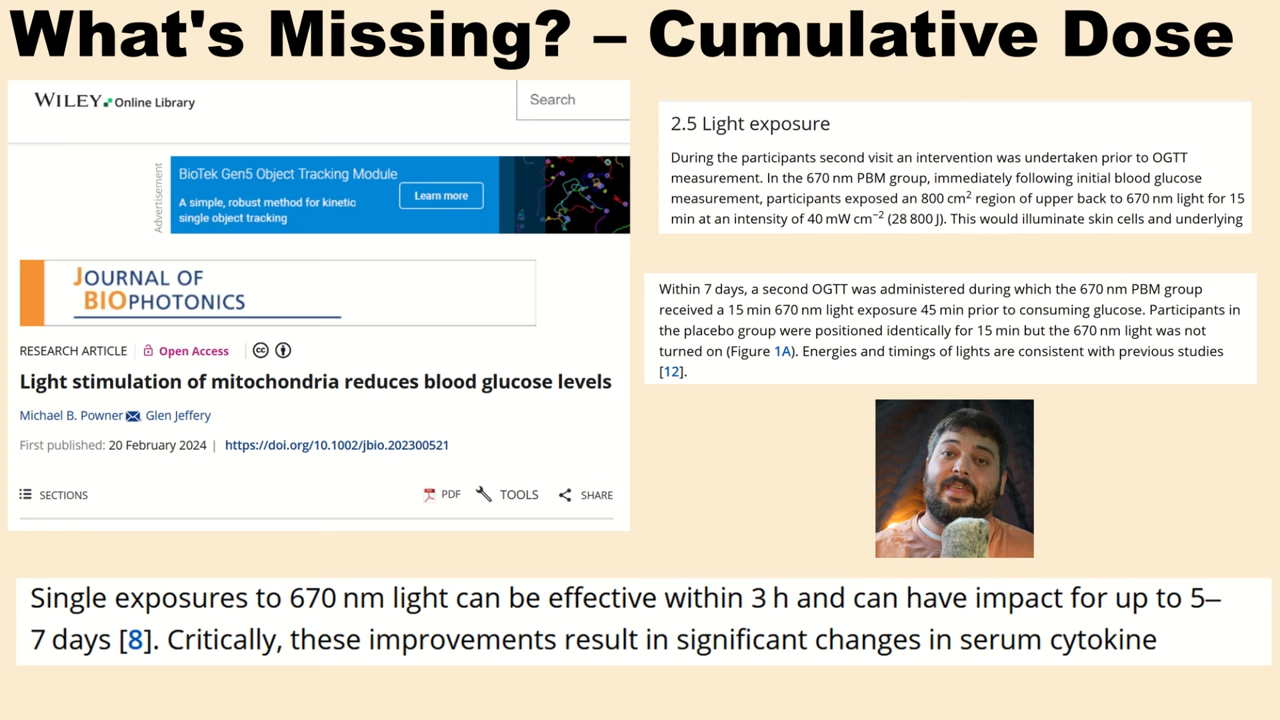 What's Missing? – Cumulative Dose
WILEY Online Library
Search
Advertisement
BioTek Gen5 Object Tracking Module
A simple, robust method for kinetic
single object tracking
Learn more
JOURNAL OF
BIOPHOTONICS
RESEARCH ARTICLE Open Access
Light stimulation of mitochondria reduces blood glucose levels
Michael B. Powner, Glen Jeffery
First published: 20 February 2024 | https://doi.org/10.1002/jbio.202300521
SECTIONS
PDF TOOLS SHARE
2.5 Light exposure
During the participants second visit an intervention was undertaken prior to OGTT
measurement. In the 670 nm PBM group, immediately following initial blood glucose
measurement, participants exposed an 800 cm² region of upper back to 670 nm light for 15
min at an intensity of 40 mW cm⁻² (28 800 J). This would illuminate skin cells and underlying
Within 7 days, a second OGTT was administered during which the 670 nm PBM group
received a 15 min 670 nm light exposure 45 min prior to consuming glucose. Participants in
the placebo group were positioned identically for 15 min but the 670 nm light was not
turned on (Figure 1A). Energies and timings of lights are consistent with previous studies
[12].
Single exposures to 670 nm light can be effective within 3 h and can have impact for up to 5–
7 days [8]. Critically, these improvements result in significant changes in serum cytokine